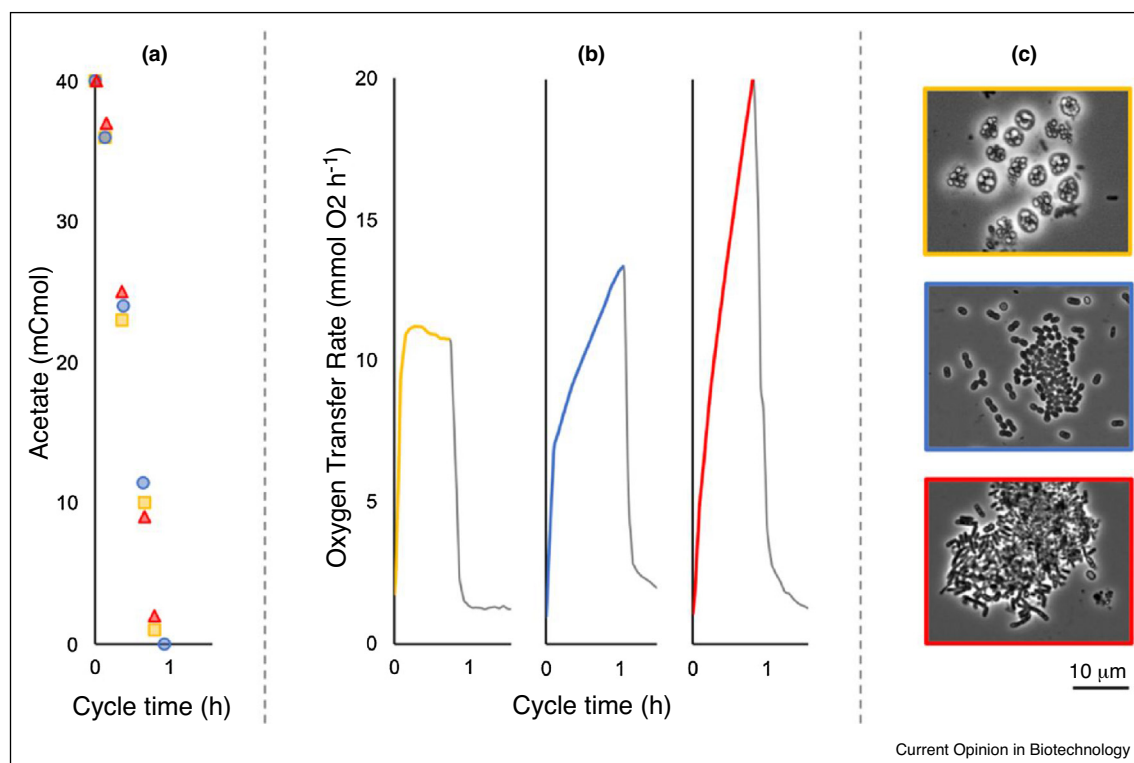 (a)
(b)
(c)
40
30
20
10
0
Acetate (mCmol)
0
1
Cycle time (h)
20
15
10
5
0
Oxygen Transfer Rate (mmol O2 h⁻¹)
0
1
0
1
0
1
Cycle time (h)
10 μm
Current Opinion in Biotechnology